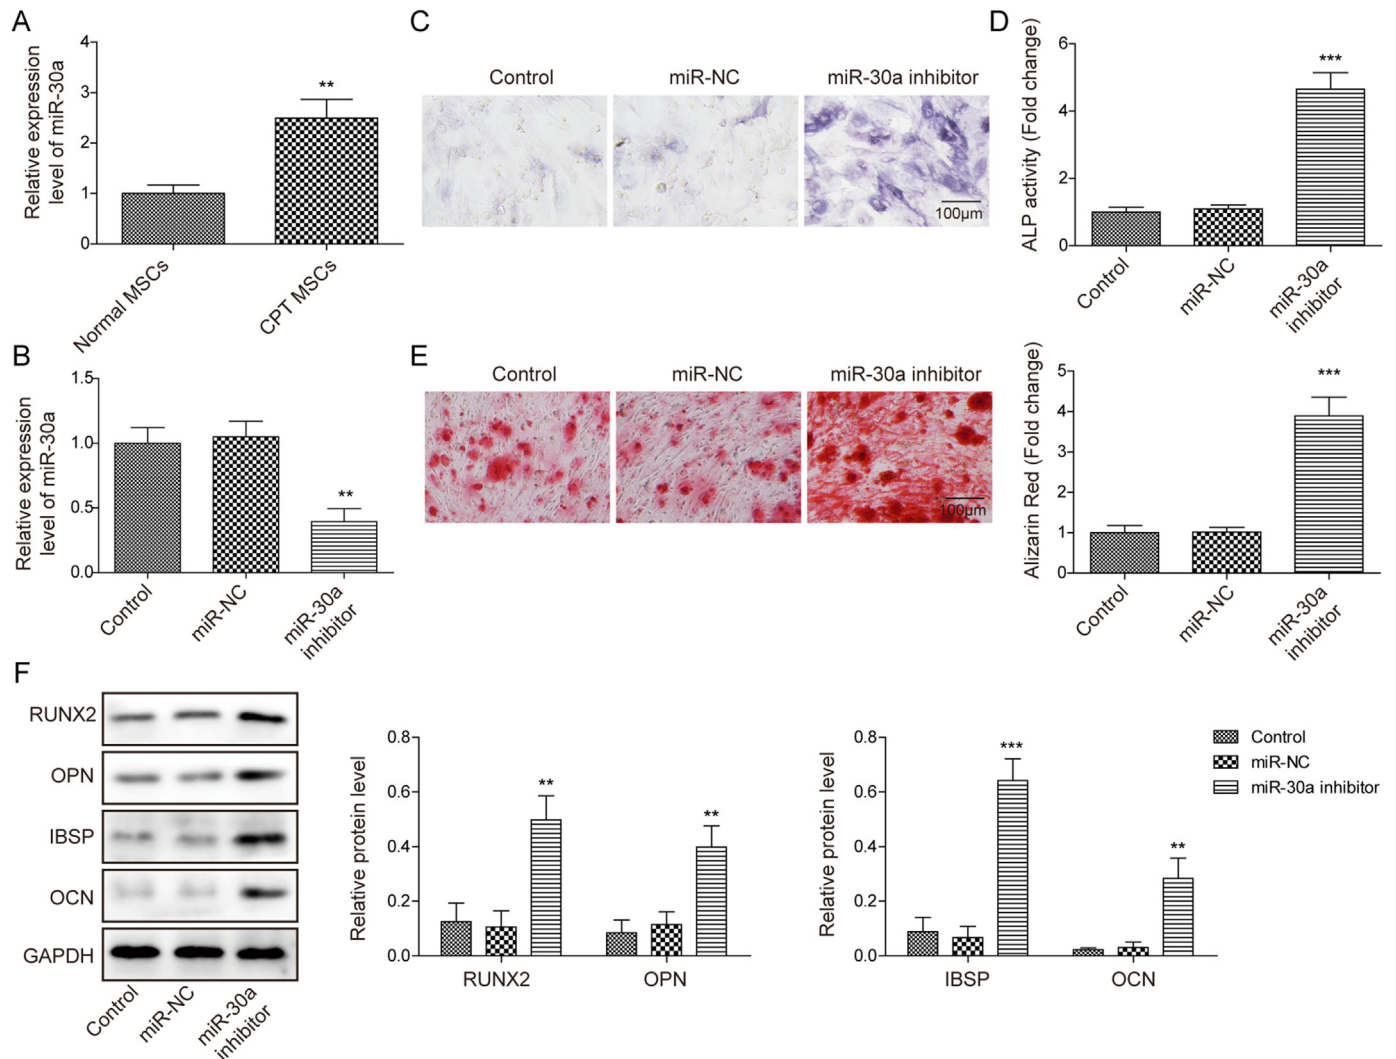 A
Relative expression
level of miR-30a
4
3
2
1
0
**
Normal MSCs
CPT MSCs
B
Relative expression
level of miR-30a
1.5
1.0
0.5
0.0
**
Control
miR-NC
miR-30a
inhibitor
C
Control
miR-NC
miR-30a inhibitor
100μm
D
ALP activity (Fold change)
6
4
2
0
***
Control
miR-NC
miR-30a
inhibitor
E
Control
miR-NC
miR-30a inhibitor
100μm
Alizarin Red (Fold change)
5
4
3
2
1
0
***
Control
miR-NC
miR-30a
inhibitor
F
RUNX2
OPN
IBSP
OCN
GAPDH
Control
miR-NC
miR-30a
inhibitor
Relative protein level
0.8
0.6
0.4
0.2
0.0
**
**
RUNX2
OPN
Relative protein level
0.8
0.6
0.4
0.2
0.0
***
**
IBSP
OCN
Control
miR-NC
miR-30a inhibitor